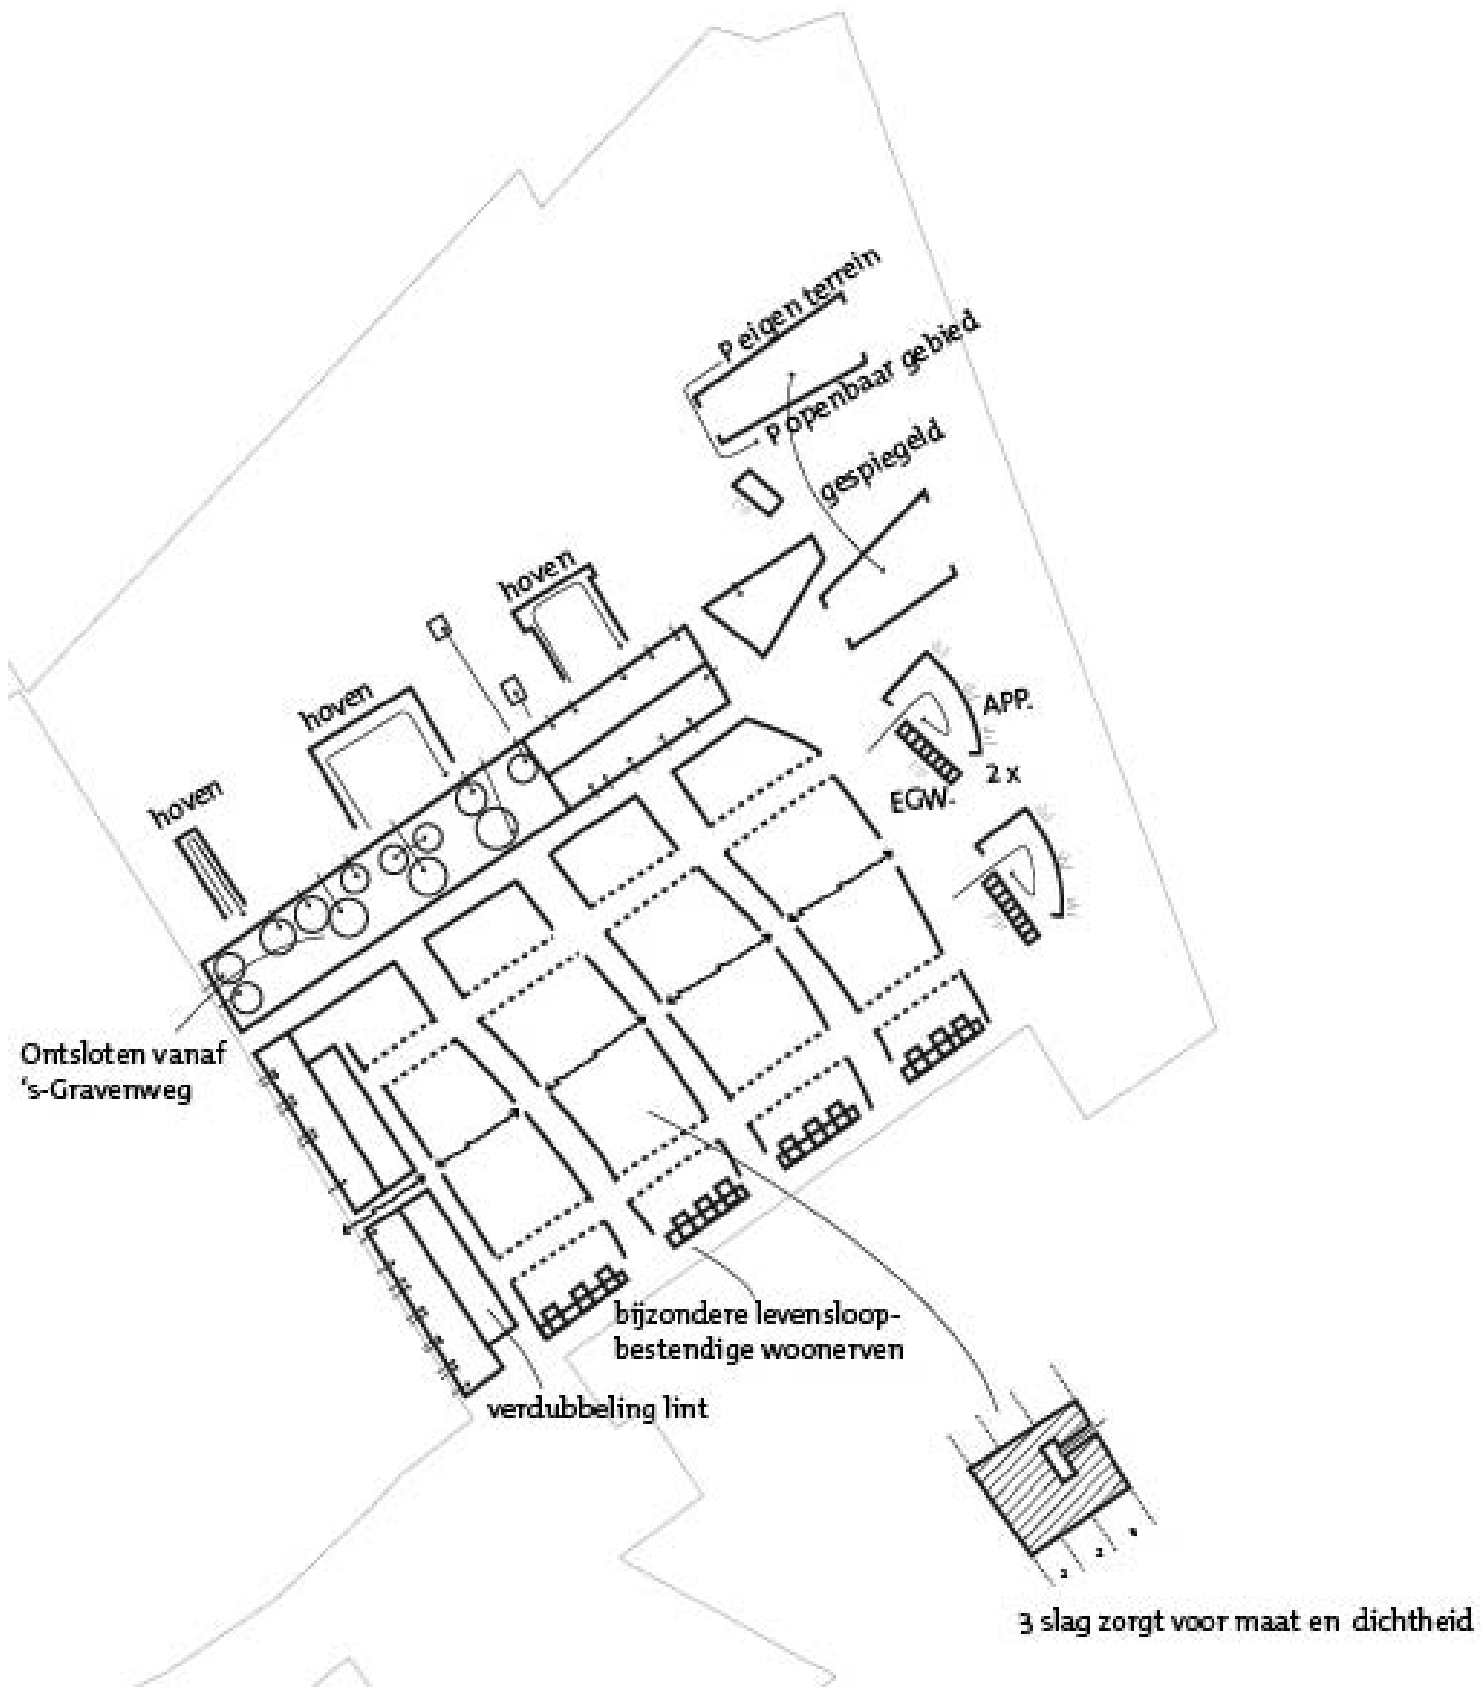 P eigen terrein
P openbaar gebied
gespiegeld
hoven
hoven
hoven
APP.
2 x
EGW.
Ontsloten vanaf
's-Gravenweg
bijzondere levensloop-
bestendige woonerven
verdubbeling lint
3 slag zorgt voor maat en dichtheid